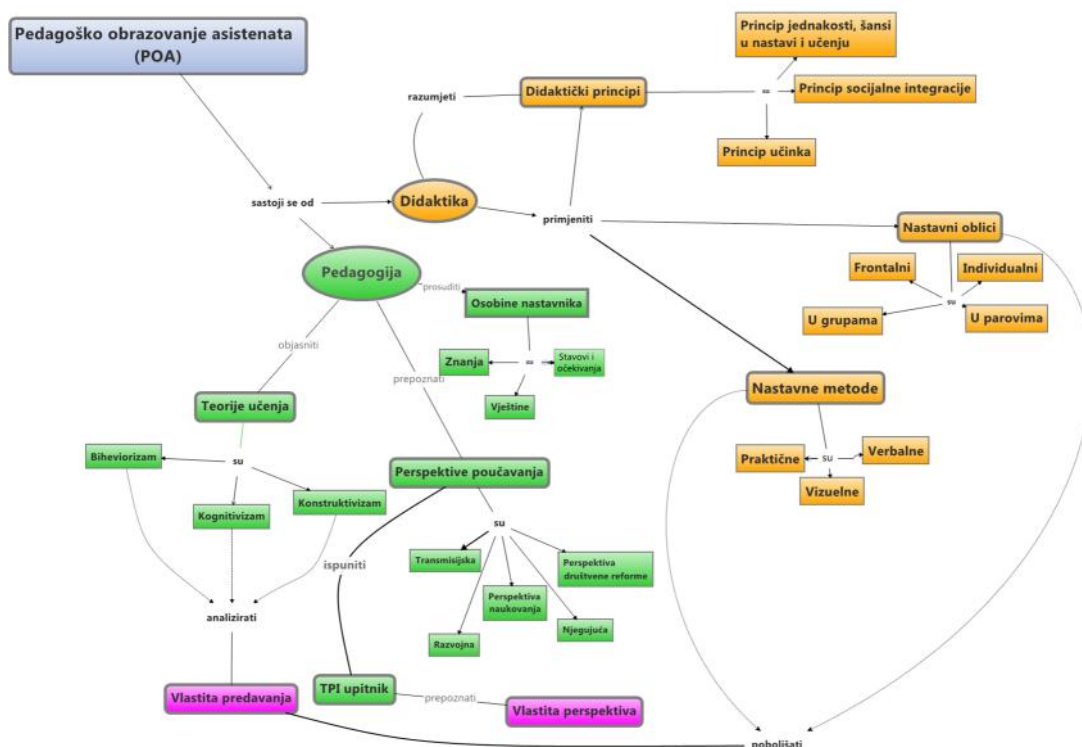 Pedagoško obrazovanje asistenata
(POA)
sastoji se od
Didaktika
razumjeti
Didaktički principi
su
Princip jednakosti, šansi
u nastavi i učenju
Princip socijalne integracije
Princip učinka
primjeniti
Nastavni oblici
su
Frontalni
Individualni
U grupama
U parovima
Nastavne metode
su
Praktične
Verbalne
Vizuelne
Pedagogija
prosuditi
Osobine nastavnika
su
Znanja
Stavovi i
očekivanja
Vještine
objasniti
Teorije učenja
su
Biheviorizam
Kognitivizam
Konstruktivizam
analizirati
Vlastita predavanja
prepoznati
Perspektive poučavanja
su
Transmisijska
Perspektiva
društvene reforme
Perspektiva
naukovanja
Razvojna
Njegujuća
ispuniti
TPI upitnik
prepoznati
Vlastita perspektiva
poboljšati